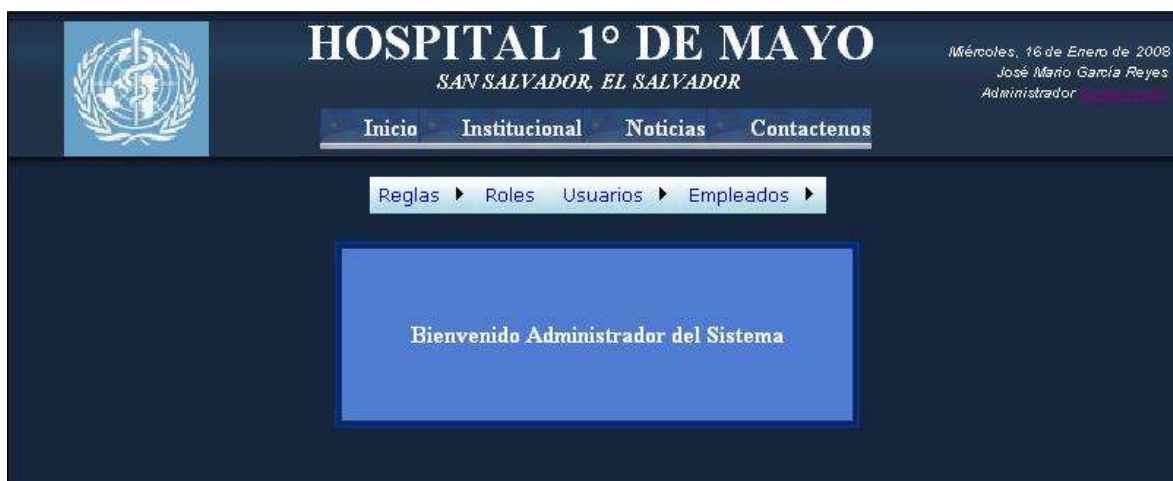 HOSPITAL 1° DE MAYO
SAN SALVADOR, EL SALVADOR
Miércoles, 16 de Enero de 2008
José Mario García Reyes
Administrador
Inicio Institucional Noticias Contactenos
Reglas Roles Usuarios Empleados
Bienvenido Administrador del Sistema